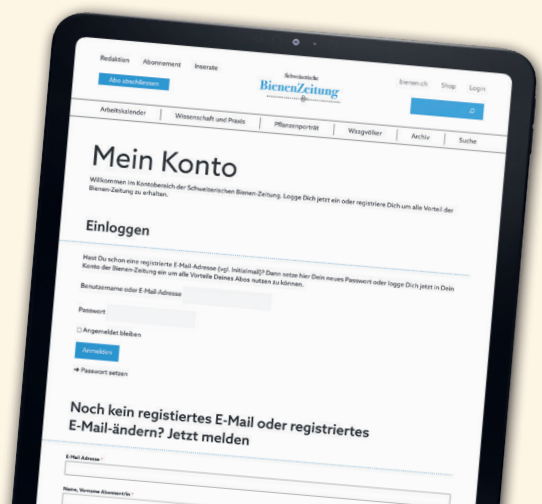 Redaktion Abonnement Inserate
Schweizerische
BienenZeitung
bienen.ch Shop Login
Abo abschliessen
Arbeitskalender Wissenschaft und Praxis Pflanzenporträt Waagvölker Archiv Suche
Mein Konto
Willkommen im Kontobereich der Schweizerischen Bienen-Zeitung. Logge Dich jetzt ein oder registriere Dich um alle Vorteil der
Bienen-Zeitung zu erhalten.
Einloggen
Hast Du schon eine registrierte E-Mail-Adresse (vgl. Initialmail)? Dann setze hier Dein neues Passwort oder logge Dich jetzt in Dein
Konto der Bienen-Zeitung ein um alle Vorteile Deines Abos nutzen zu können.
Benutzername oder E-Mail-Adresse
Passwort
Angemeldet bleiben
Anmelden
➔ Passwort setzen
Noch kein registiertes E-Mail oder registriertes
E-Mail-ändern? Jetzt melden
E-Mail Adresse *
Name, Vorname Abonnent/in *